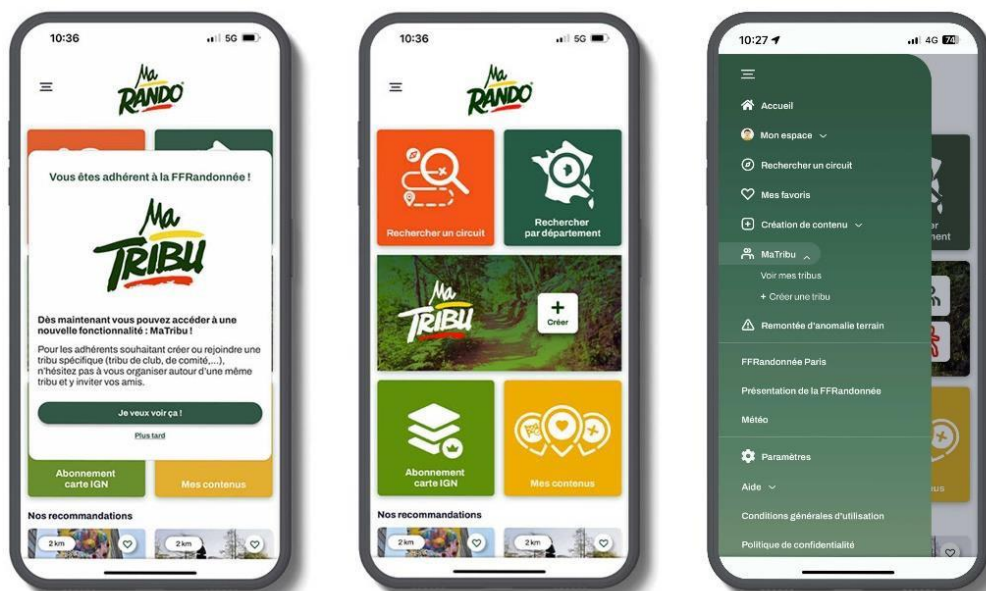 10:36
5G
Ma
RANDO
Vous êtes adhérent à la FFRandonnée !
Ma
TRIBU
Dès maintenant vous pouvez accéder à une
nouvelle fonctionnalité : MaTribu !
Pour les adhérents souhaitant créer ou rejoindre une
tribu spécifique (tribu de club, de comité,...),
n'hésitez pas à vous organiser autour d'une même
tribu et y inviter vos amis.
Je veux voir ça !
Plus tard
Abonnement
carte IGN
Mes contenus
Nos recommandations
2 km
2 km
10:36
5G
Ma
RANDO
Rechercher un circuit
Rechercher
par département
Ma
TRIBU
Créer
Abonnement
carte IGN
Mes contenus
Nos recommandations
2 km
2 km
10:27
4G
74
Accueil
Mon espace
Rechercher un circuit
Mes favoris
Création de contenu
MaTribu
Voir mes tribus
+ Créer une tribu
Remontée d'anomalie terrain
FFRandonnée Paris
Présentation de la FFRandonnée
Météo
Paramètres
Aide
Conditions générales d'utilisation
Politique de confidentialité